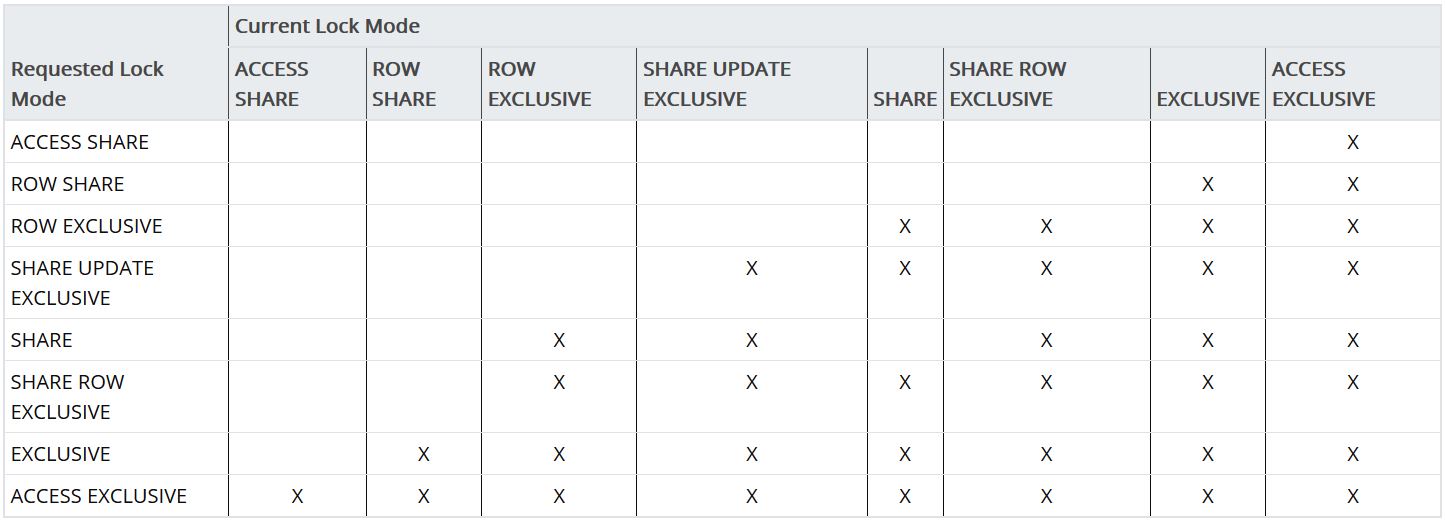 Current Lock Mode
Requested Lock Mode ACCESS SHARE ROW SHARE ROW EXCLUSIVE SHARE UPDATE EXCLUSIVE SHARE SHARE ROW EXCLUSIVE EXCLUSIVE ACCESS EXCLUSIVE
ACCESS SHARE X
ROW SHARE X X
ROW EXCLUSIVE X X X X
SHARE UPDATE EXCLUSIVE X X X X X
SHARE X X X X X
SHARE ROW EXCLUSIVE X X X X X X
EXCLUSIVE X X X X X X X
ACCESS EXCLUSIVE X X X X X X X X